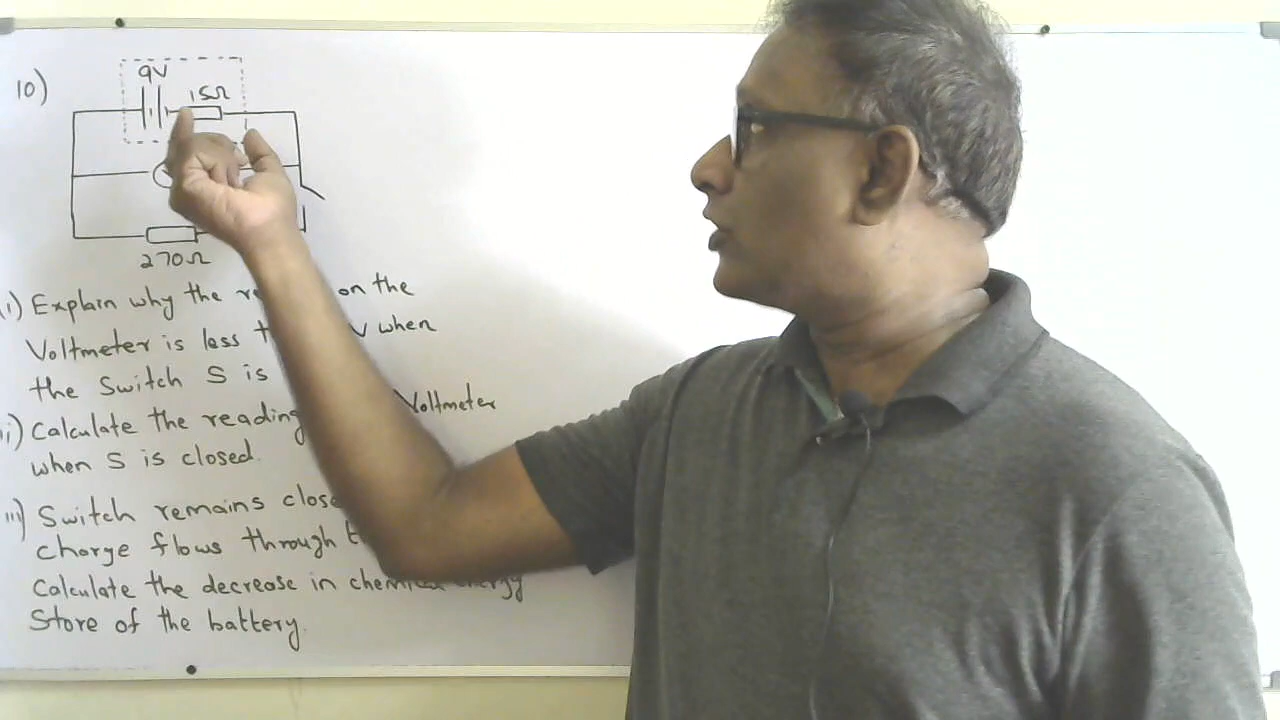 10)
9V
15Ω
270Ω
i) Explain why the on the
Voltmeter is less when
the Switch S is
ii) Calculate the reading Voltmeter
when S is closed.
iii) Switch remains
charge flows through
Calculate the decrease in chemical energy
Store of the battery.